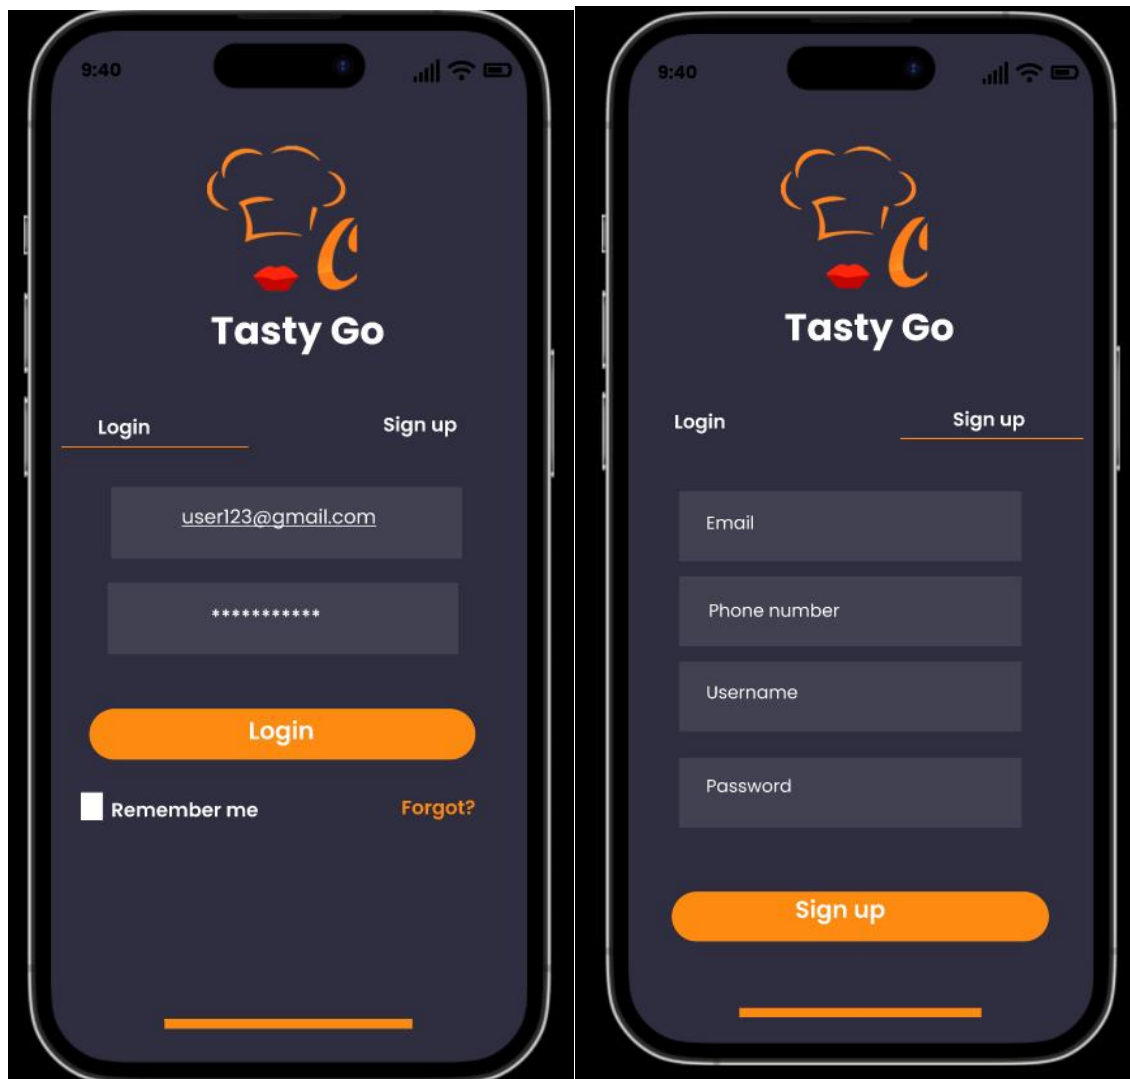 9:40
Tasty Go
Login Sign up
user123@gmail.com
***********
Login
Remember me Forgot?
9:40
Tasty Go
Login Sign up
Email
Phone number
Username
Password
Sign up